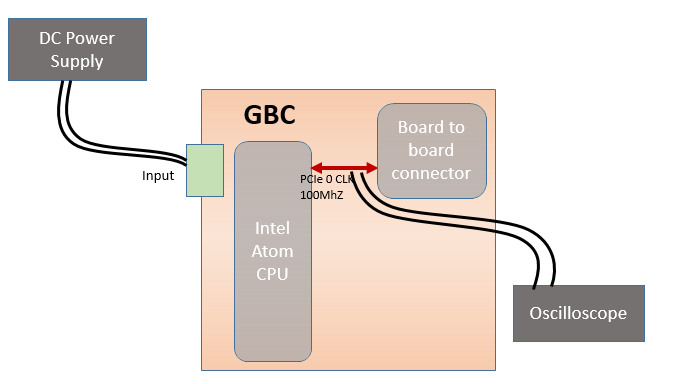 DC Power
Supply
GBC
Board to
board
connector
Input
PCIe 0 CLK
100MhZ
Intel
Atom
CPU
Oscilloscope